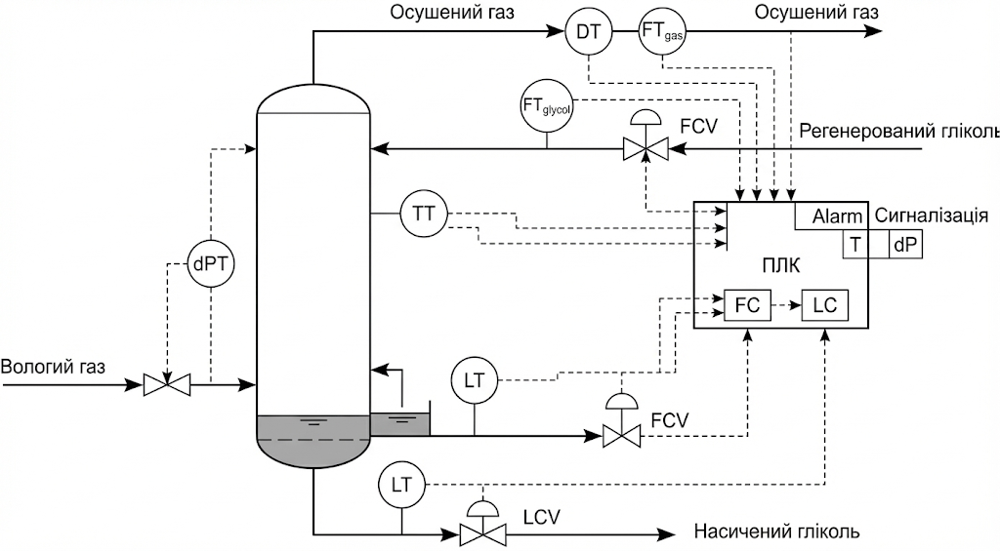 Осушений газ
Осушений газ
DT
FTgas
FTglycol
FCV
Регенерований гліколь
TT
Alarm
Сигналізація
T
dP
dPT
ПЛК
FC
LC
Вологий газ
LT
FCV
LT
LCV
Насичений гліколь